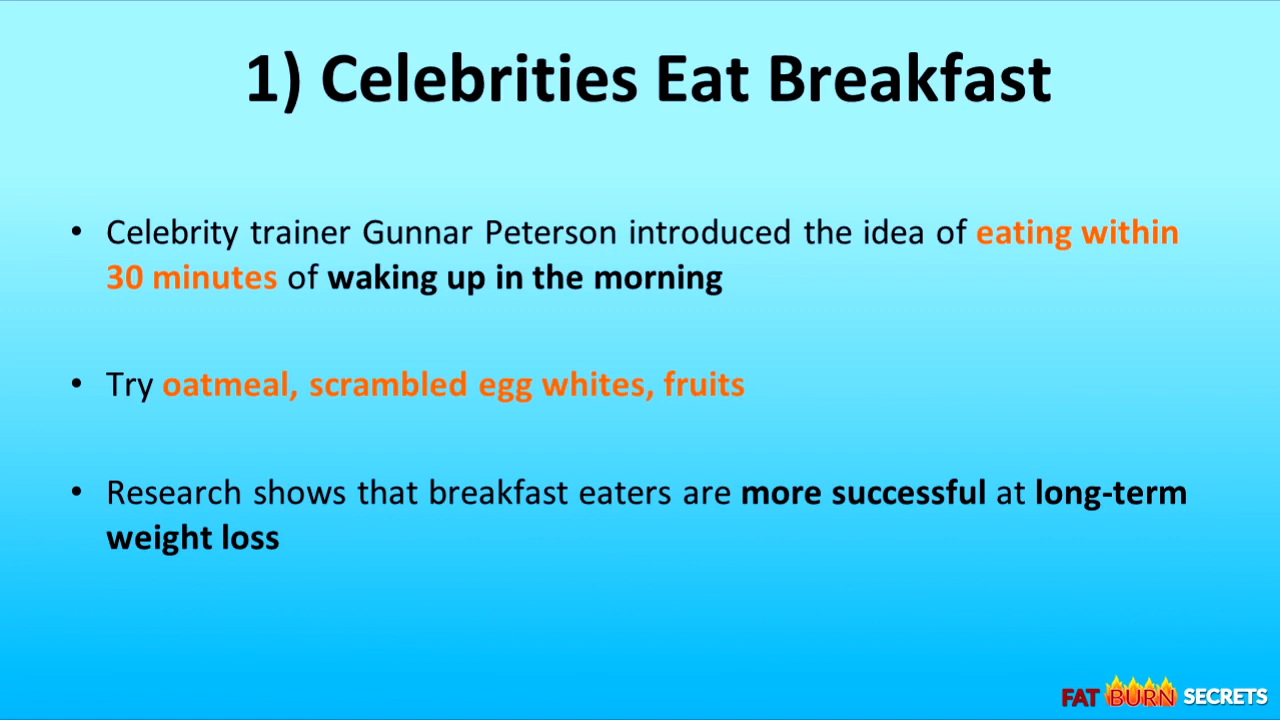 1) Celebrities Eat Breakfast
• Celebrity trainer Gunnar Peterson introduced the idea of eating within
30 minutes of waking up in the morning
• Try oatmeal, scrambled egg whites, fruits
• Research shows that breakfast eaters are more successful at long-term
weight loss
FAT BURN SECRETS